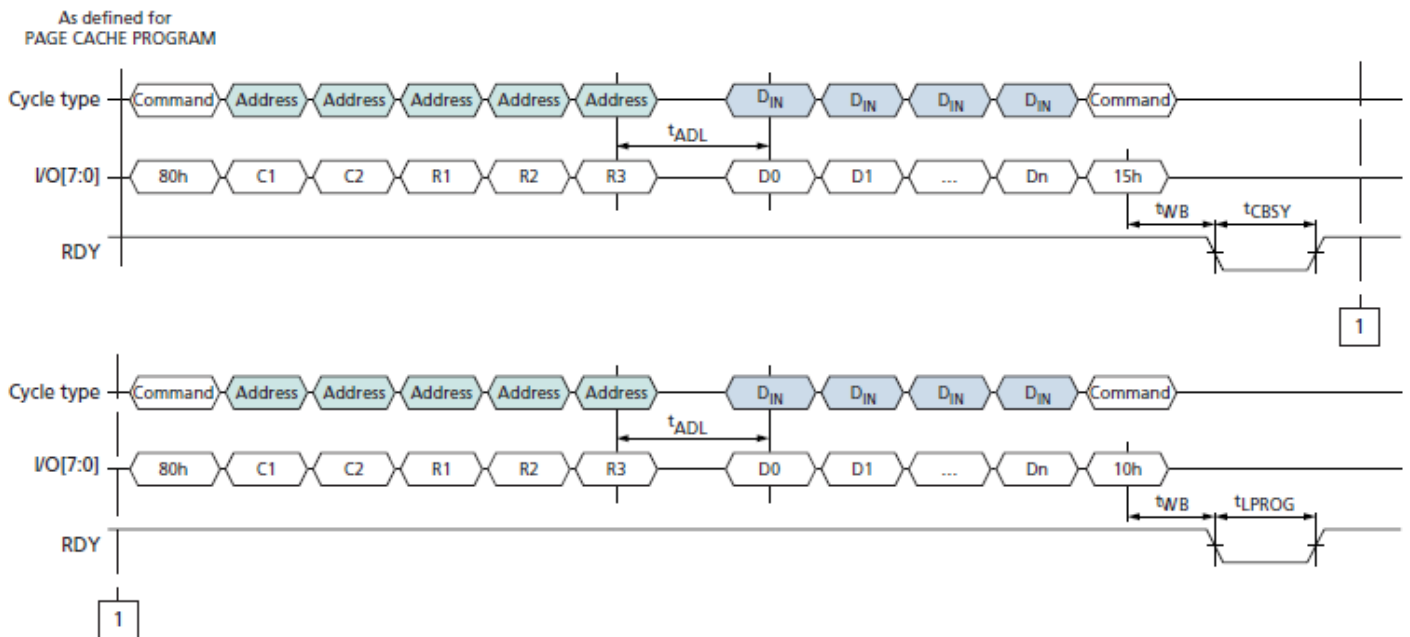 As defined for
PAGE CACHE PROGRAM
Cycle type Command Address Address Address Address Address DIN DIN DIN DIN Command
tADL
I/O[7:0] 80h C1 C2 R1 R2 R3 D0 D1 ... Dn 15h
tWB tCBSY
RDY
1
Cycle type Command Address Address Address Address Address DIN DIN DIN DIN Command
tADL
I/O[7:0] 80h C1 C2 R1 R2 R3 D0 D1 ... Dn 10h
tWB tLPROG
RDY
1